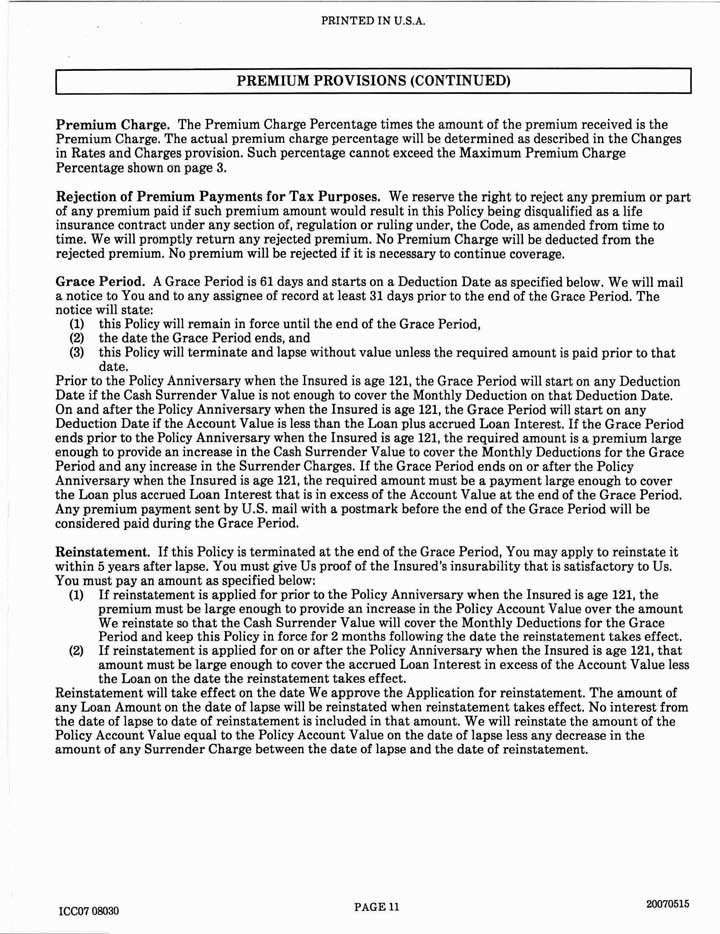 PRINTED IN U.S.A.
PREMIUM PROVISIONS (CONTINUED)
Premium Charge. The Premium Charge Percentage times the amount of the premium received is the
Premium Charge. The actual premium charge percentage will be determined as described in the Changes
in Rates and Charges provision. Such percentage cannot exceed the Maximum Premium Charge
Percentage shown on page 3.
Rejection of Premium Payments for Tax Purposes. We reserve the right to reject any premium or part
of any premium paid if such premium amount would result in this Policy being disqualified as a life
insurance contract under any section of, regulation or ruling under, the Code, as amended from time to
time. We will promptly return any rejected premium. No Premium Charge will be deducted from the
rejected premium. No premium will be rejected if it is necessary to continue coverage.
Grace Period. A Grace Period is 61 days and starts on a Deduction Date as specified below. We will mail
a notice to You and to any assignee of record at least 31 days prior to the end of the Grace Period. The
notice will state:
(1) this Policy will remain in force until the end of the Grace Period,
(2) the date the Grace Period ends, and
(3) this Policy will terminate and lapse without value unless the required amount is paid prior to that
date.
Prior to the Policy Anniversary when the Insured is age 121, the Grace Period will start on any Deduction
Date if the Cash Surrender Value is not enough to cover the Monthly Deduction on that Deduction Date.
On and after the Policy Anniversary when the Insured is age 121, the Grace Period will start on any
Deduction Date if the Account Value is less than the Loan plus accrued Loan Interest. If the Grace Period
ends prior to the Policy Anniversary when the Insured is age 121, the required amount is a premium large
enough to provide an increase in the Cash Surrender Value to cover the Monthly Deductions for the Grace
Period and any increase in the Surrender Charges. If the Grace Period ends on or after the Policy
Anniversary when the Insured is age 121, the required amount must be a payment large enough to cover
the Loan plus accrued Loan Interest that is in excess of the Account Value at the end of the Grace Period.
Any premium payment sent by U.S. mail with a postmark before the end of the Grace Period will be
considered paid during the Grace Period.
Reinstatement. If this Policy is terminated at the end of the Grace Period, You may apply to reinstate it
within 5 years after lapse. You must give Us proof of the Insured's insurability that is satisfactory to Us.
You must pay an amount as specified below:
(1) If reinstatement is applied for prior to the Policy Anniversary when the Insured is age 121, the
premium must be large enough to provide an increase in the Policy Account Value over the amount
We reinstate so that the Cash Surrender Value will cover the Monthly Deductions for the Grace
Period and keep this Policy in force for 2 months following the date the reinstatement takes effect.
(2) If reinstatement is applied for on or after the Policy Anniversary when the Insured is age 121, that
amount must be large enough to cover the accrued Loan Interest in excess of the Account Value less
the Loan on the date the reinstatement takes effect.
Reinstatement will take effect on the date We approve the Application for reinstatement. The amount of
any Loan Amount on the date of lapse will be reinstated when reinstatement takes effect. No interest from
the date of lapse to date of reinstatement is included in that amount. We will reinstate the amount of the
Policy Account Value equal to the Policy Account Value on the date of lapse less any decrease in the
amount of any Surrender Charge between the date of lapse and the date of reinstatement.
ICC07 08030
PAGE 11
20070515